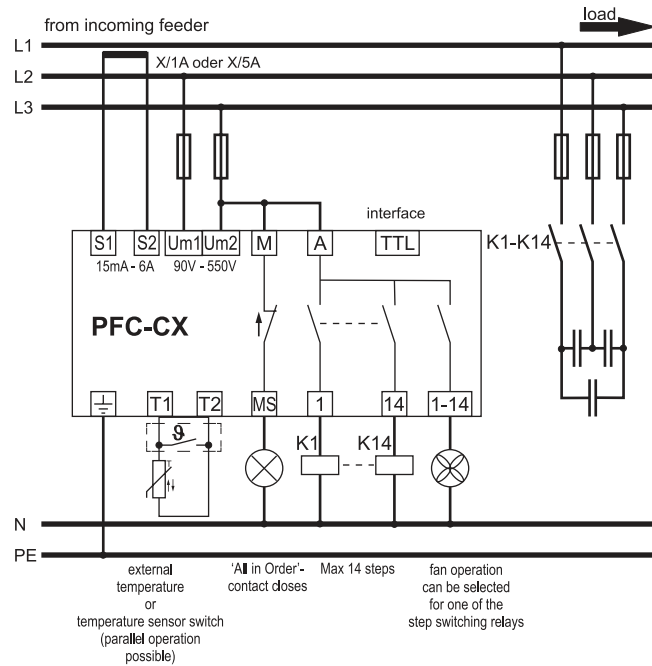 from incoming feeder
load
L1
X/1A oder X/5A
L2
L3
interface
S1 S2 Um1 Um2 M A TTL
K1-K14
15mA - 6A 90V - 550V
PFC-CX
T1 T2 MS 1 14 1-14
ϑ
K1 K14
N
PE
external
temperature
or
temperature sensor switch
(parallel operation
possible)
'All in Order'-
contact closes
Max 14 steps
fan operation
can be selected
for one of the
step switching relays